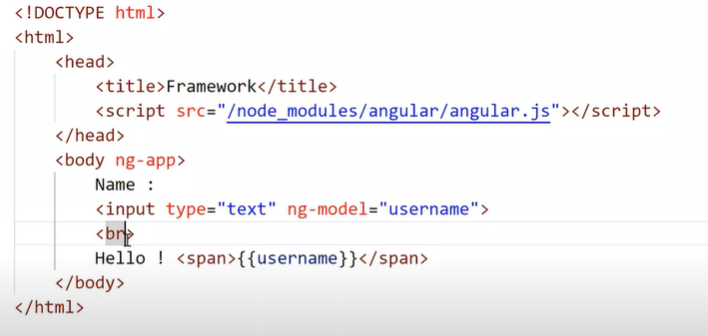 <!DOCTYPE html>
<html>
<head>
<title>Framework</title>
<script src="/node_modules/angular/angular.js"></script>
</head>
<body ng-app>
Name :
<input type="text" ng-model="username">
<br>
Hello ! <span>{{username}}</span>
</body>
</html>